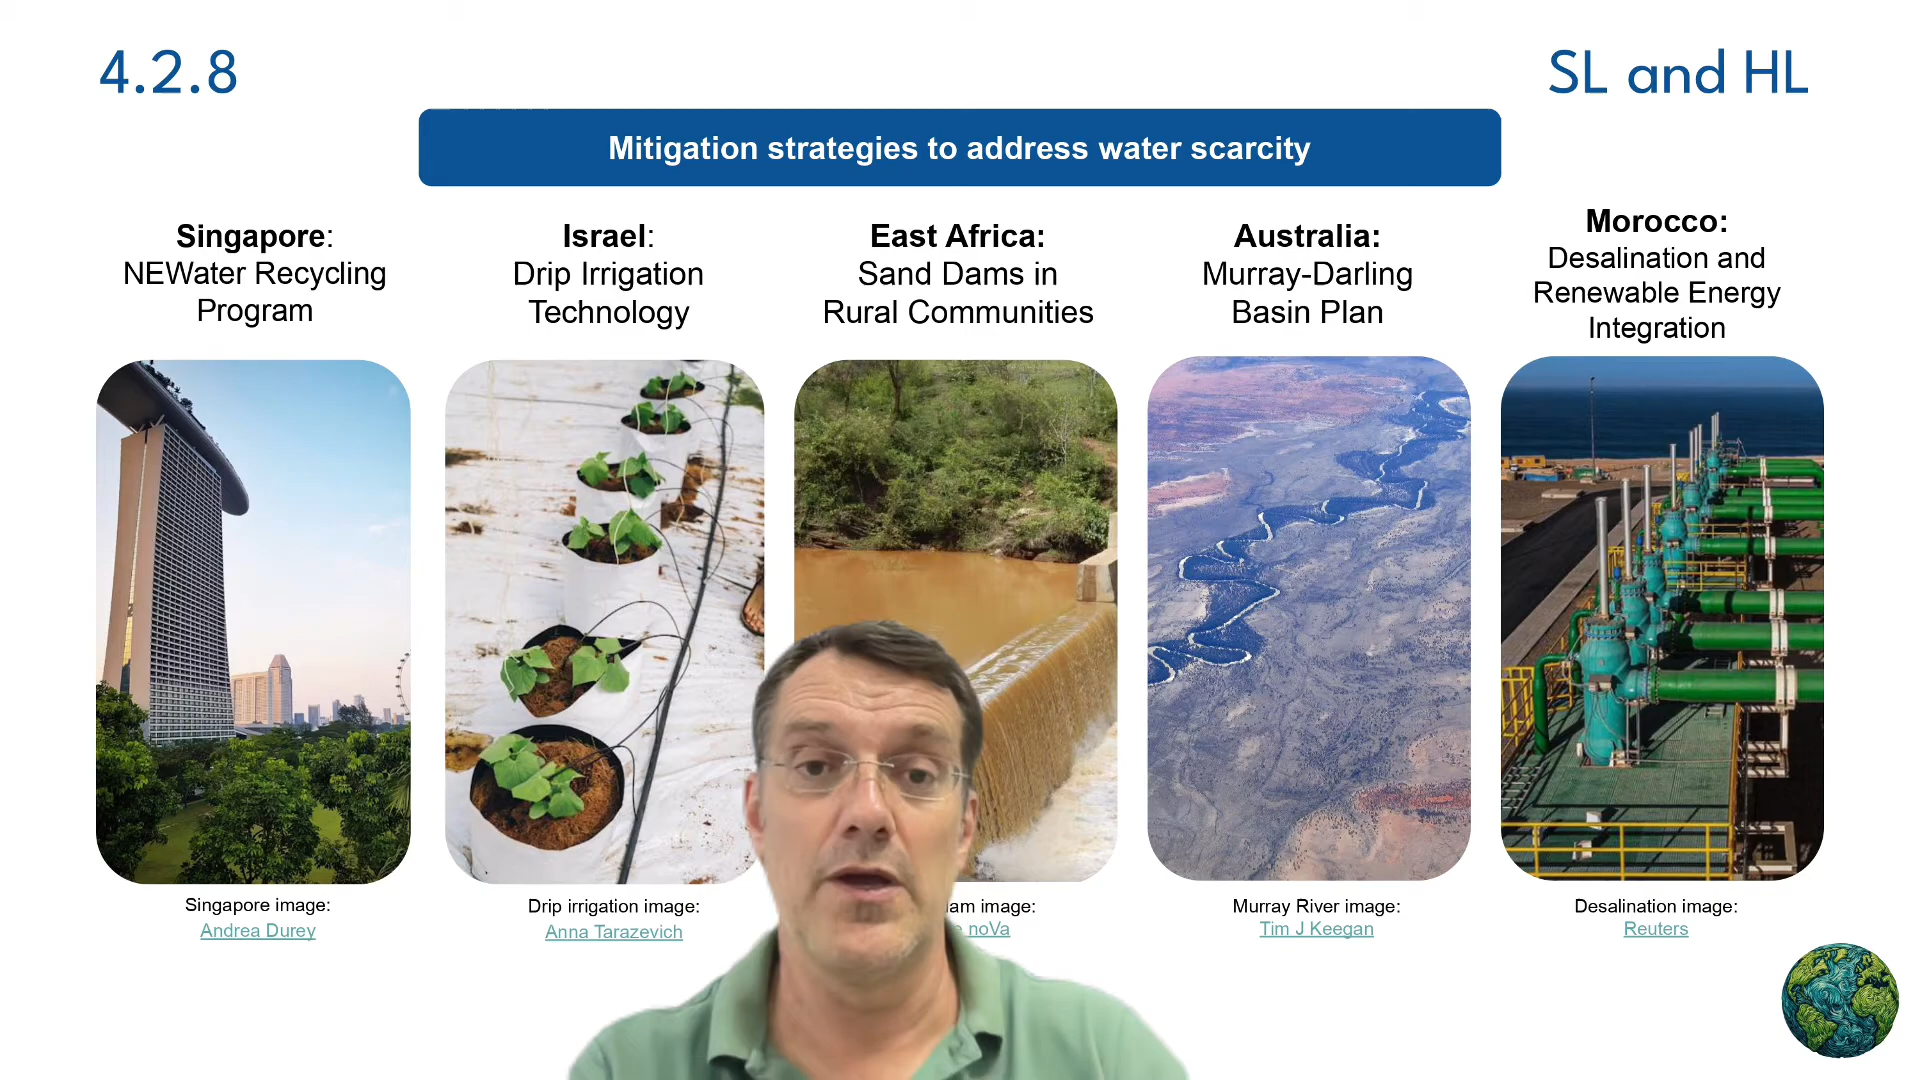 4.2.8
SL and HL
Mitigation strategies to address water scarcity
Singapore:
NEWater Recycling
Program
Israel:
Drip Irrigation
Technology
East Africa:
Sand Dams in
Rural Communities
Australia:
Murray-Darling
Basin Plan
Morocco:
Desalination and
Renewable Energy
Integration
Singapore image:
Andrea Durey
Drip irrigation image:
Anna Tarazevich
image:
noVa
Murray River image:
Tim J Keegan
Desalination image:
Reuters